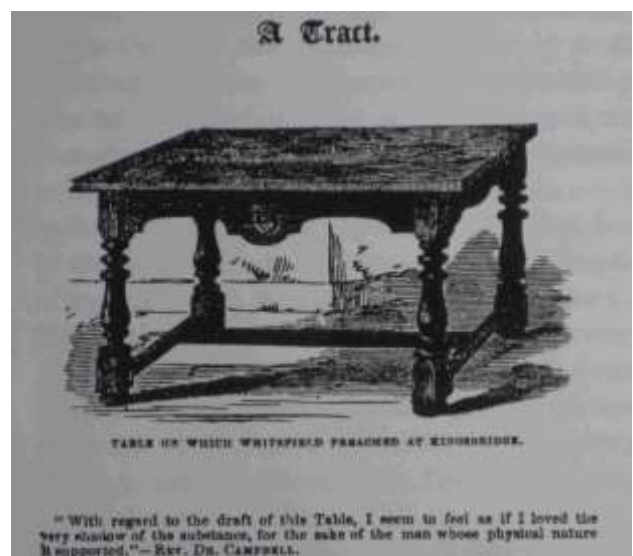 A Tract.
TABLE ON WHICH WHITEFIELD PREACHED AT KINGSBRIDGE.
"With regard to the draft of this Table, I seem to feel as if I loved the
very shadow of the substance, for the sake of the man whose physical nature
it supported."—REV. DR. CAMPBELL.